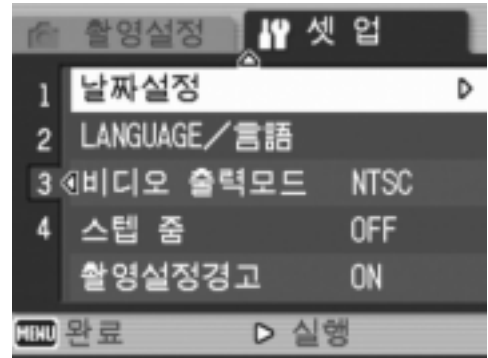 촬영설정 셋 업
1 날짜설정
2 LANGUAGE／言語
3 비디오 출력모드 NTSC
4 스텝 줌 OFF
촬영설정경고 ON
MENU 완료 실행